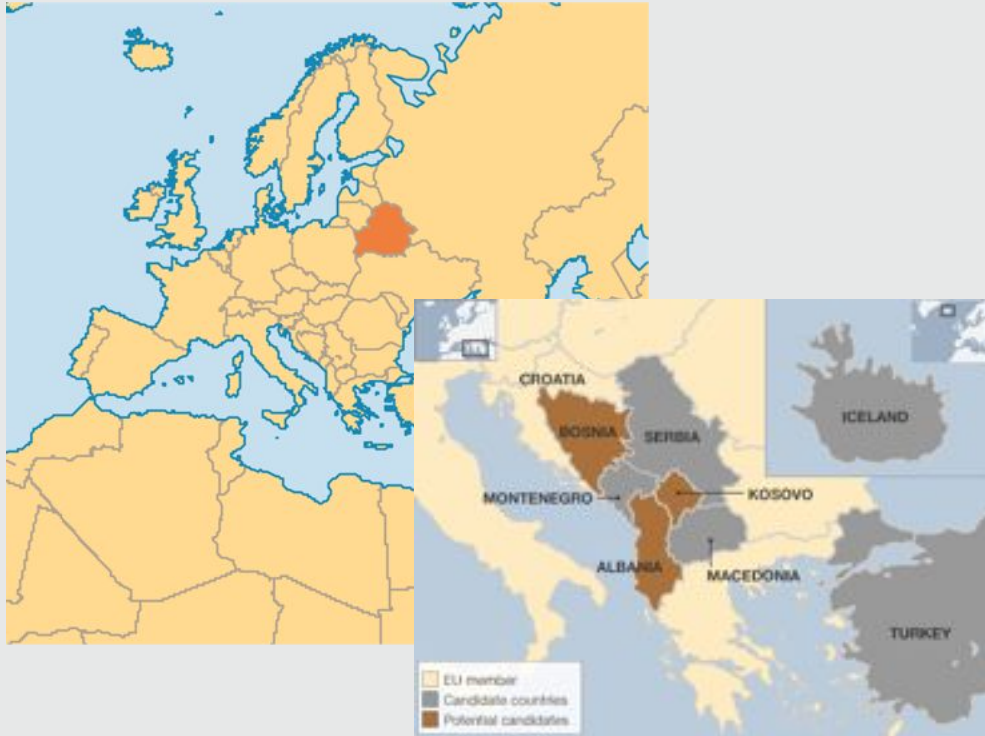 CROATIA
BOSNIA
SERBIA
ICELAND
MONTENEGRO
KOSOVO
ALBANIA
MACEDONIA
TURKEY
EU member
Candidate countries
Potential candidates